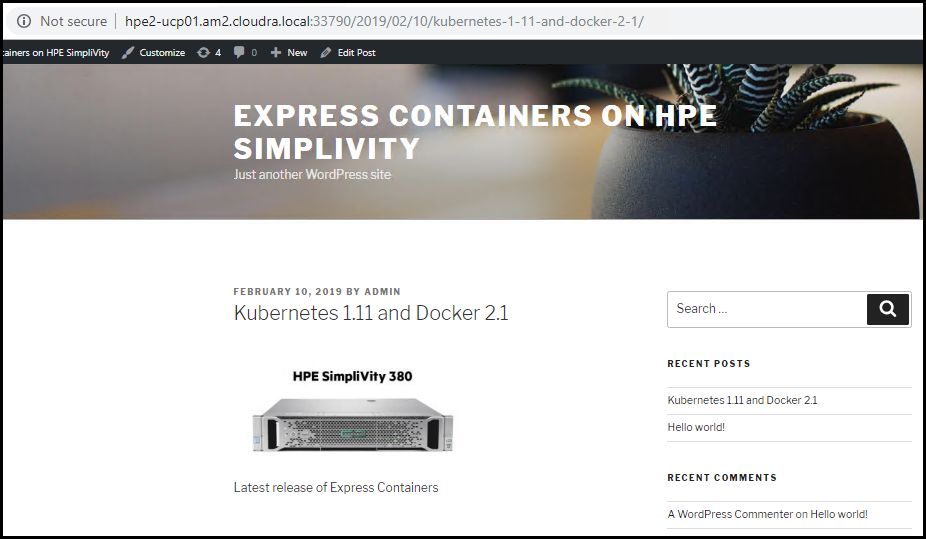 Not secure | hpe2-ucp01.am2.cloudra.local:33790/2019/02/10/kubernetes-1-11-and-docker-2-1/
tainers on HPE SimpliVity Customize 4 0 New Edit Post
EXPRESS CONTAINERS ON HPE
SIMPLIVITY
Just another WordPress site
FEBRUARY 10, 2019 BY ADMIN
Kubernetes 1.11 and Docker 2.1
HPE SimpliVity 380
Latest release of Express Containers
Search …
RECENT POSTS
Kubernetes 1.11 and Docker 2.1
Hello world!
RECENT COMMENTS
A WordPress Commenter on Hello world!